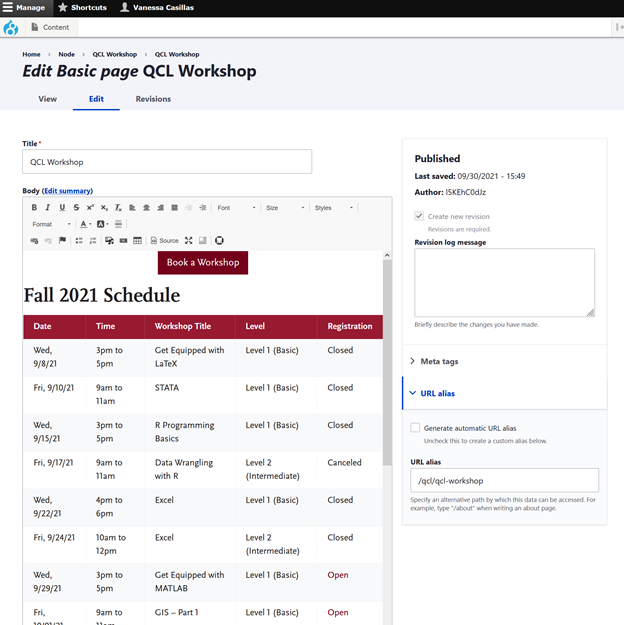 Manage Shortcuts Vanessa Casillas
Content
Home › Node › QCL Workshop › QCL Workshop
Edit Basic page QCL Workshop
View Edit Revisions
Title*
QCL Workshop
Body (Edit summary)
B I U S x² x₂ Tx Font Size Styles
Format A A
Source
Book a Workshop
Fall 2021 Schedule
Date Time Workshop Title Level Registration
Wed, 3pm to Get Equipped with Level 1 (Basic) Closed
9/8/21 5pm LaTeX
Fri, 9/10/21 9am to STATA Level 1 (Basic) Closed
11am
Wed, 3pm to R Programming Level 1 (Basic) Closed
9/15/21 5pm Basics
Fri, 9/17/21 9am to Data Wrangling Level 2 Canceled
11am with R (Intermediate)
Wed, 4pm to Excel Level 1 (Basic) Closed
9/22/21 6pm
Fri, 9/24/21 10am to Excel Level 2 Closed
12pm (Intermediate)
Wed, 3pm to Get Equipped with Level 1 (Basic) Open
9/29/21 5pm MATLAB
Fri, 9am to GIS – Part 1 Level 1 (Basic) Open
10/01/21 11am
Published
Last saved: 09/30/2021 - 15:49
Author: l5KEhC0dJz
Create new revision
Revisions are required.
Revision log message
Briefly describe the changes you have made.
Meta tags
URL alias
Generate automatic URL alias
Uncheck this to create a custom alias below.
URL alias
/qcl/qcl-workshop
Specify an alternative path by which this data can be accessed. For
example, type "/about" when writing an about page.